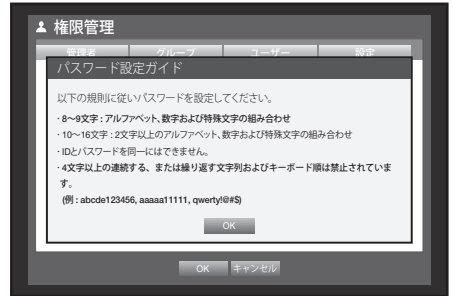 権限管理
管理者 グループ ユーザー 設定
パスワード設定ガイド
以下の規則に従いパスワードを設定してください。
· 8～9文字 : アルファベット、数字および特殊文字の組み合わせ
· 10～16文字 : 2文字以上のアルファベット、数字および特殊文字の組み合わせ
· IDとパスワードを同一にはできません。
· 4文字以上の連続する、または繰り返す文字列およびキーボード順は禁止されていま
す。
(例 : abcde123456, aaaaa11111, qwerty!@#$)
OK
OK キャンセル